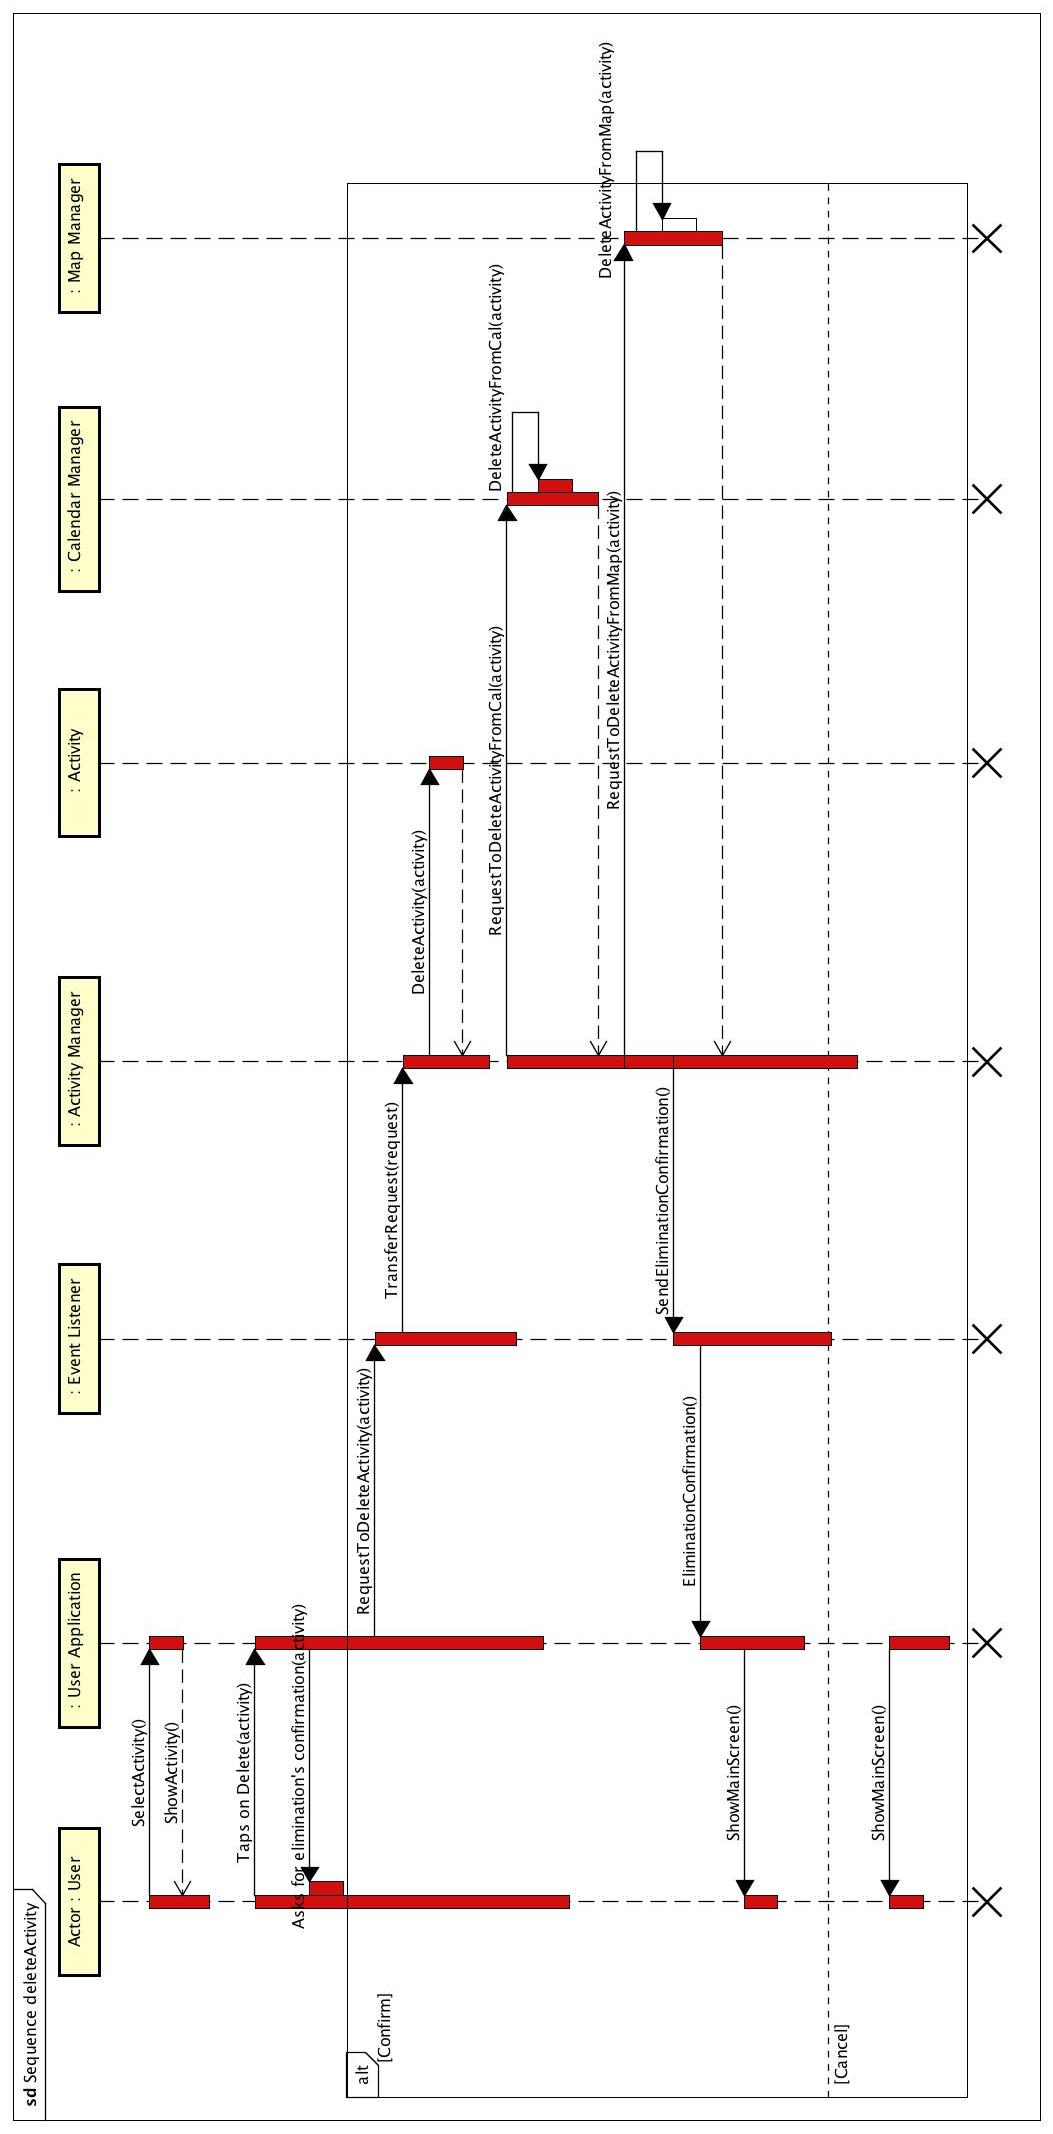 sd Sequence deleteActivity
Actor : User
: User Application
: Event Listener
: Activity Manager
: Activity
: Calendar Manager
: Map Manager
SelectActivity()
ShowActivity()
Taps on Delete(activity)
Asks for elimination's confirmation(activity)
alt
[Confirm]
RequestToDeleteActivity(activity)
TransferRequest(request)
DeleteActivity(activity)
RequestToDeleteActivityFromCal(activity)
DeleteActivityFromCal(activity)
RequestToDeleteActivityFromMap(activity)
DeleteActivityFromMap(activity)
SendEliminationConfirmation()
EliminationConfirmation()
ShowMainScreen()
[Cancel]
ShowMainScreen()